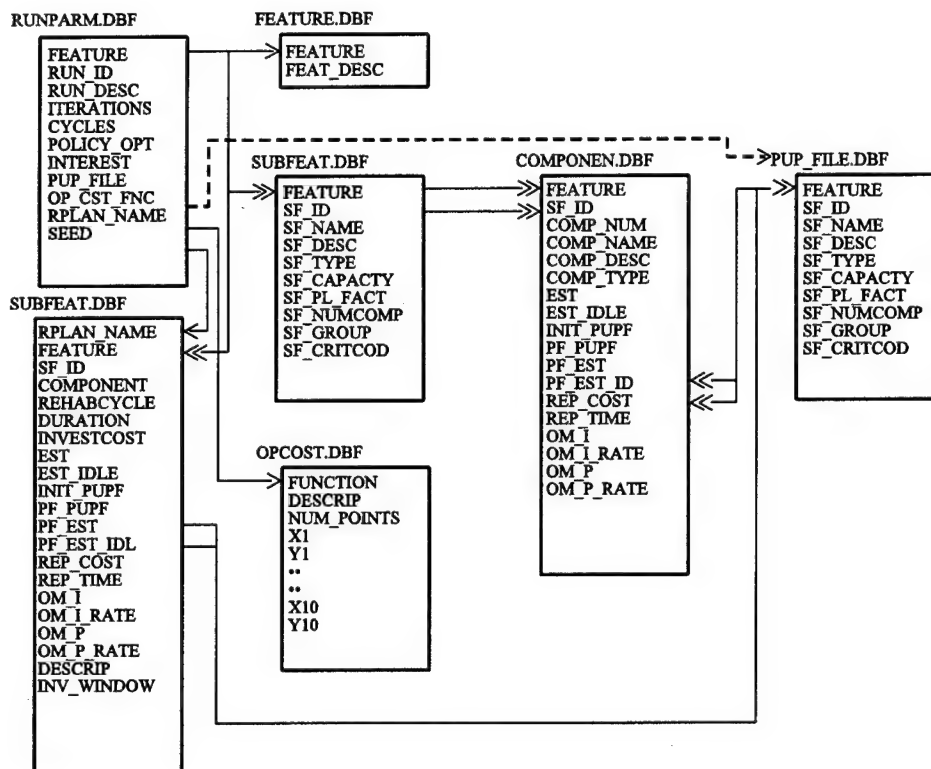 RUNPARM.DBF
FEATURE
RUN_ID
RUN_DESC
ITERATIONS
CYCLES
POLICY_OPT
INTEREST
PUP_FILE
OP_CST_FNC
RPLAN_NAME
SEED
FEATURE.DBF
FEATURE
FEAT_DESC
SUBFEAT.DBF
FEATURE
SF_ID
SF_NAME
SF_DESC
SF_TYPE
SF_CAPACTY
SF_PL_FACT
SF_NUMCOMP
SF_GROUP
SF_CRITCOD
COMPONEN.DBF
FEATURE
SF_ID
COMP_NUM
COMP_NAME
COMP_DESC
COMP_TYPE
EST
EST_IDLE
INIT_PUPF
PF_PUPF
PF_EST
PF_EST_ID
REP_COST
REP_TIME
OM_I
OM_I_RATE
OM_P
OM_P_RATE
PUP_FILE.DBF
FEATURE
SF_ID
SF_NAME
SF_DESC
SF_TYPE
SF_CAPACTY
SF_PL_FACT
SF_NUMCOMP
SF_GROUP
SF_CRITCOD
SUBFEAT.DBF
RPLAN_NAME
FEATURE
SF_ID
COMPONENT
REHABCYCLE
DURATION
INVESTCOST
EST
EST_IDLE
INIT_PUPF
PF_PUPF
PF_EST
PF_EST_IDL
REP_COST
REP_TIME
OM_I
OM_I_RATE
OM_P
OM_P_RATE
DESCRIP
INV_WINDOW
OPCOST.DBF
FUNCTION
DESCRIP
NUM_POINTS
X1
Y1
..
..
X10
Y10